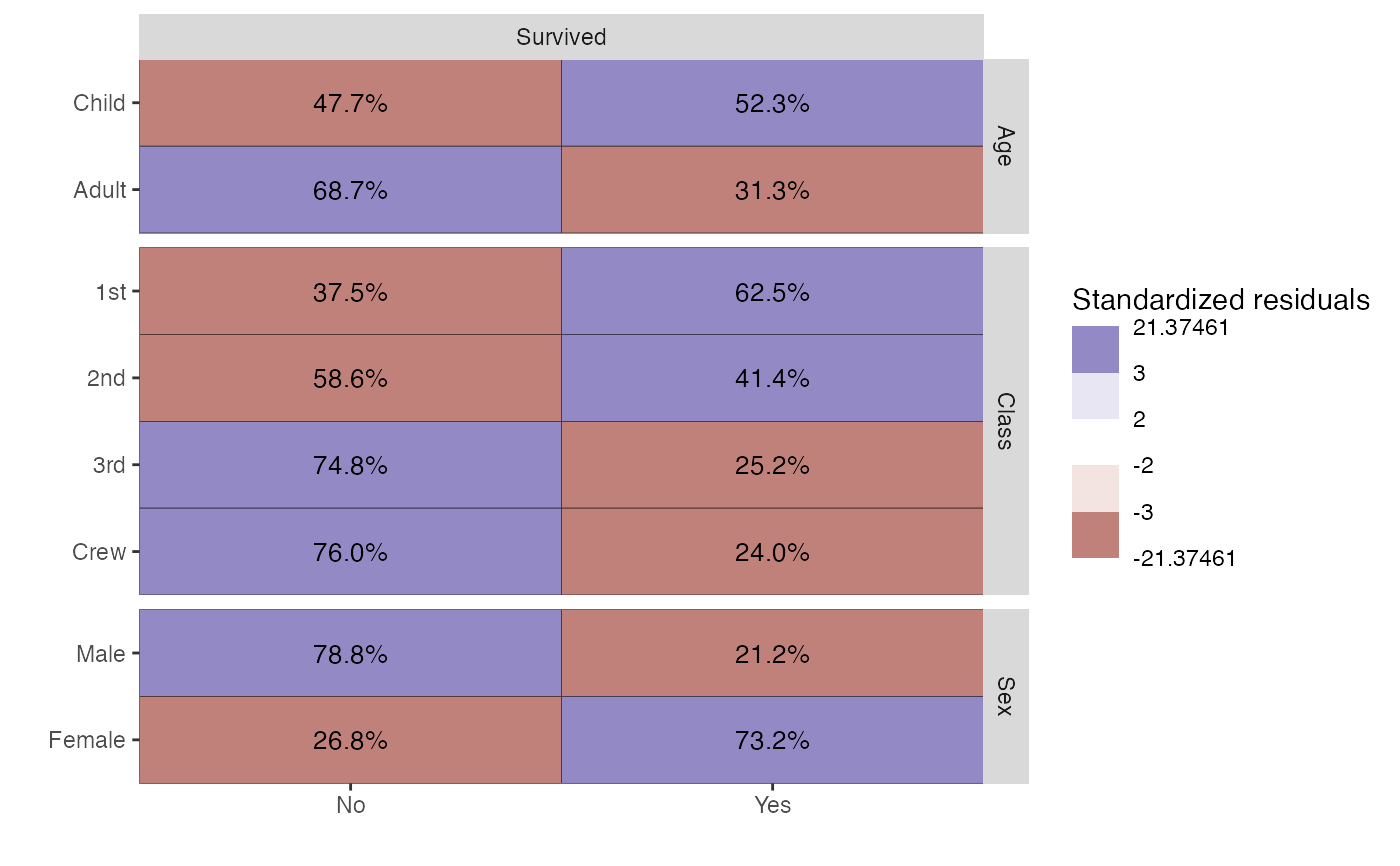 Survived
Child 47.7% 52.3%
Adult 68.7% 31.3%
Age
1st 37.5% 62.5%
2nd 58.6% 41.4%
3rd 74.8% 25.2%
Crew 76.0% 24.0%
Class
Male 78.8% 21.2%
Female 26.8% 73.2%
Sex
No Yes
Standardized residuals
21.37461
3
2
-2
-3
-21.37461